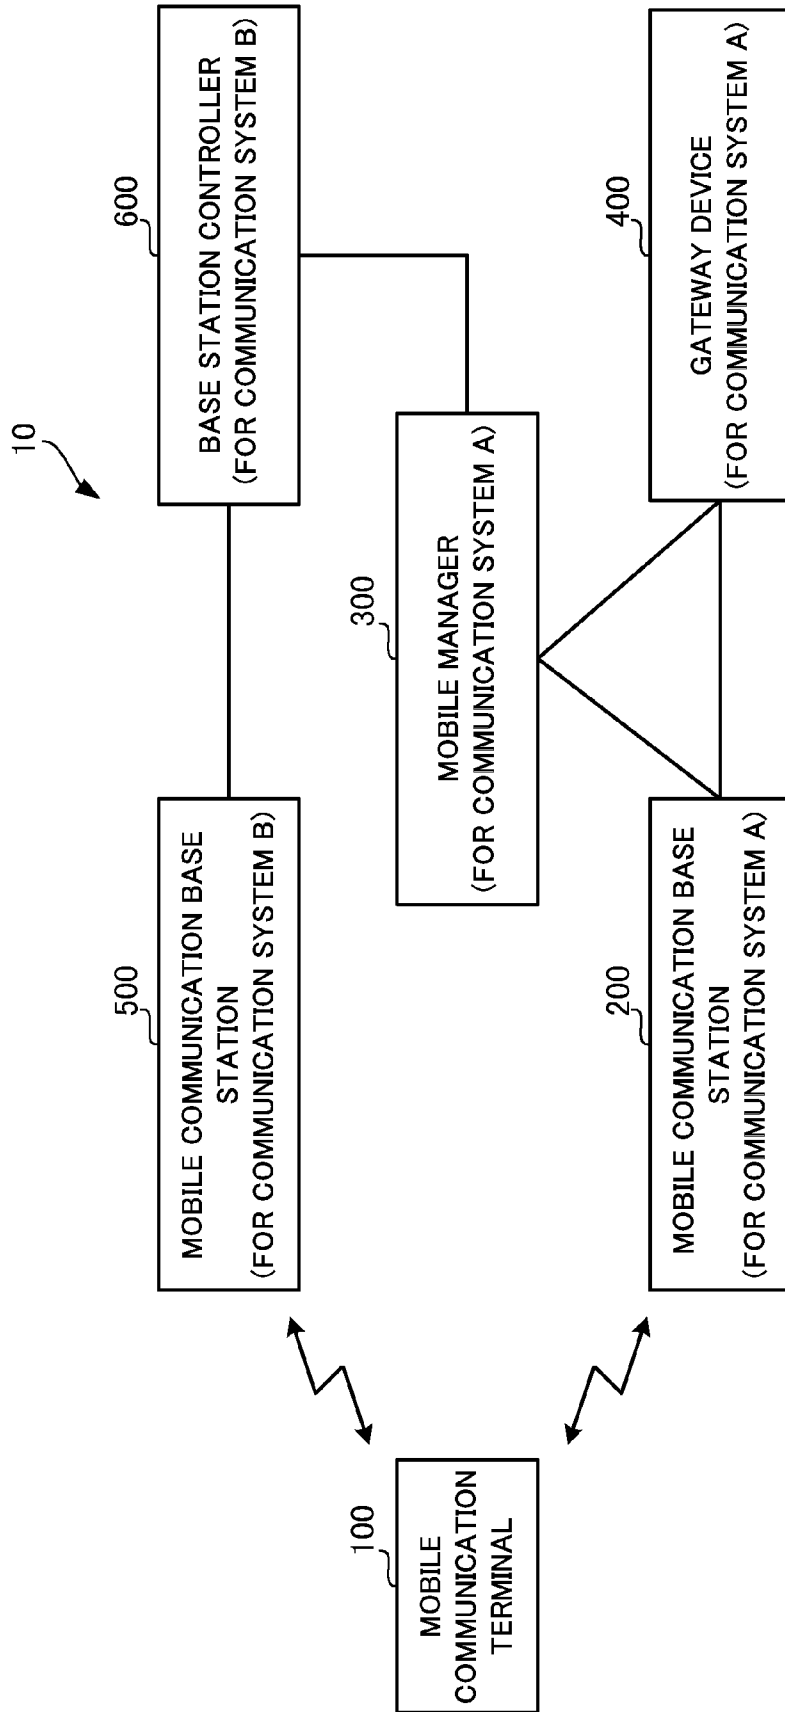 10
600
BASE STATION CONTROLLER
(FOR COMMUNICATION SYSTEM B)
500
MOBILE COMMUNICATION BASE
STATION
(FOR COMMUNICATION SYSTEM B)
300
MOBILE MANAGER
(FOR COMMUNICATION SYSTEM A)
100
MOBILE
COMMUNICATION
TERMINAL
200
MOBILE COMMUNICATION BASE
STATION
(FOR COMMUNICATION SYSTEM A)
400
GATEWAY DEVICE
(FOR COMMUNICATION SYSTEM A)